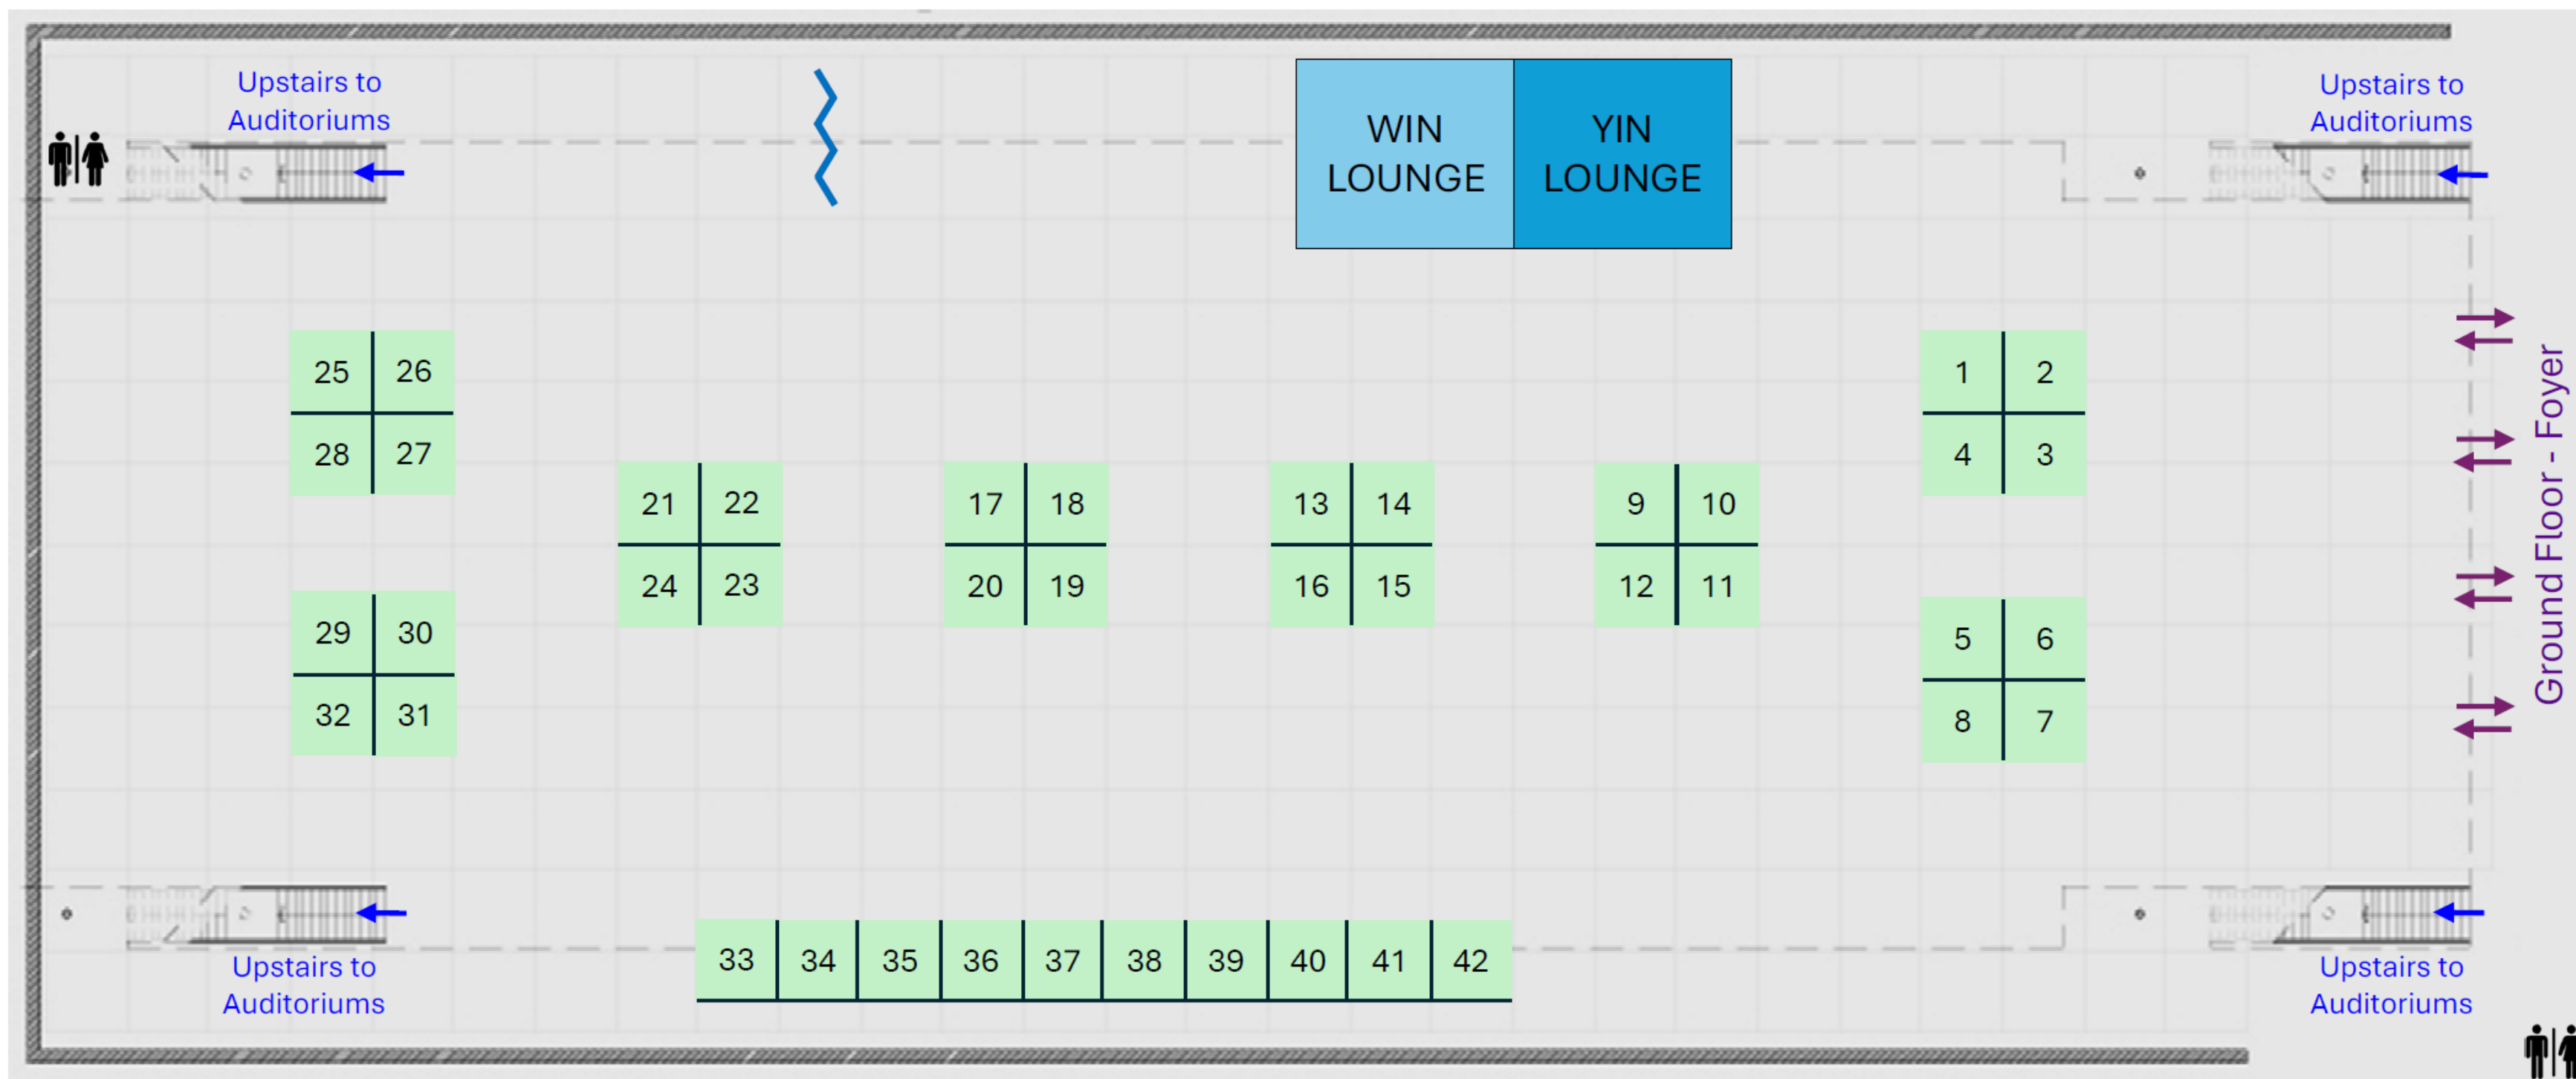 Upstairs to
Auditoriums
WIN
LOUNGE
YIN
LOUNGE
Upstairs to
Auditoriums
25 26
28 27
1 2
4 3
21 22
24 23
17 18
20 19
13 14
16 15
9 10
12 11
29 30
32 31
5 6
8 7
Ground Floor - Foyer
33 34 35 36 37 38 39 40 41 42
Upstairs to
Auditoriums
Upstairs to
Auditoriums